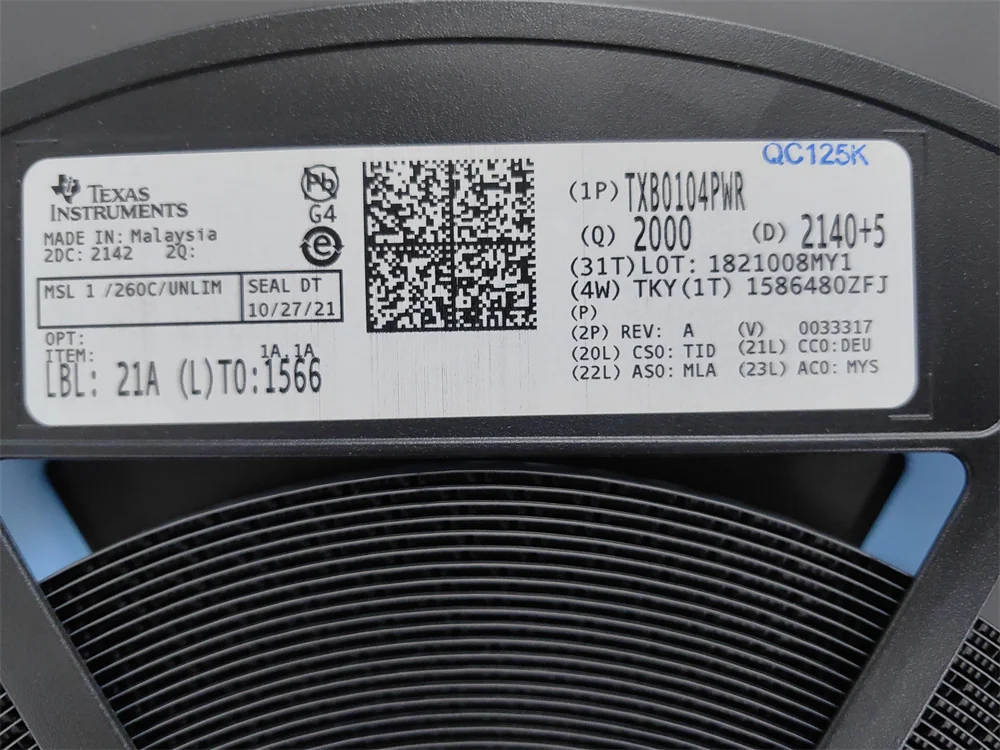 QC125K
TEXAS
INSTRUMENTS
MADE IN: Malaysia
2DC: 2142 2Q:
Pb
G4
e
MSL 1 /260C/UNLIM
SEAL DT
10/27/21
OPT:
ITEM: 1A.1A
LBL: 21A (L)TO:1566
(1P) TXB0104PWR
(Q) 2000 (D) 2140+5
(31T)LOT: 1821008MY1
(4W) TKY(1T) 1586480ZFJ
(P)
(2P) REV: A (V) 0033317
(20L) CSO: TID (21L) CCO:DEU
(22L) ASO: MLA (23L) ACO: MYS